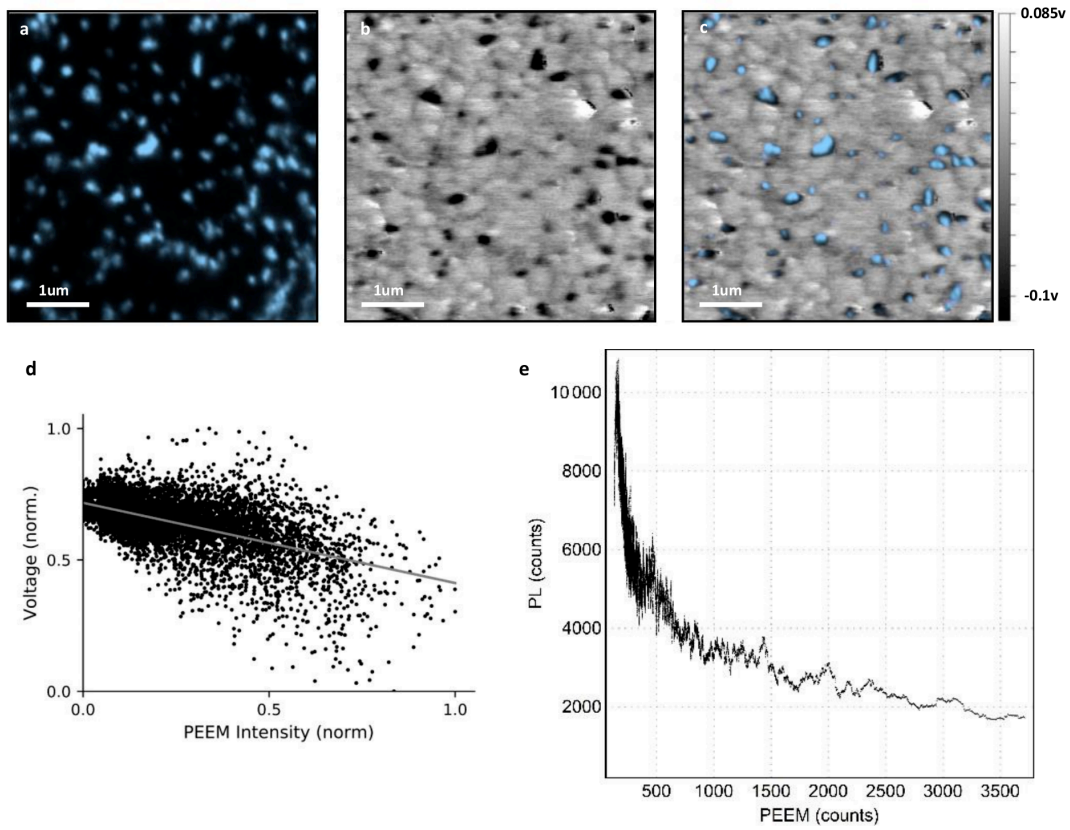 a
b
c
0.085v
1um
1um
1um
-0.1v
d
e
1.0
0.5
0.0
Voltage (norm.)
0.0
0.5
1.0
PEEM Intensity (norm)
10 000
8000
6000
4000
2000
PL (counts)
500
1000
1500
2000
2500
3000
3500
PEEM (counts)